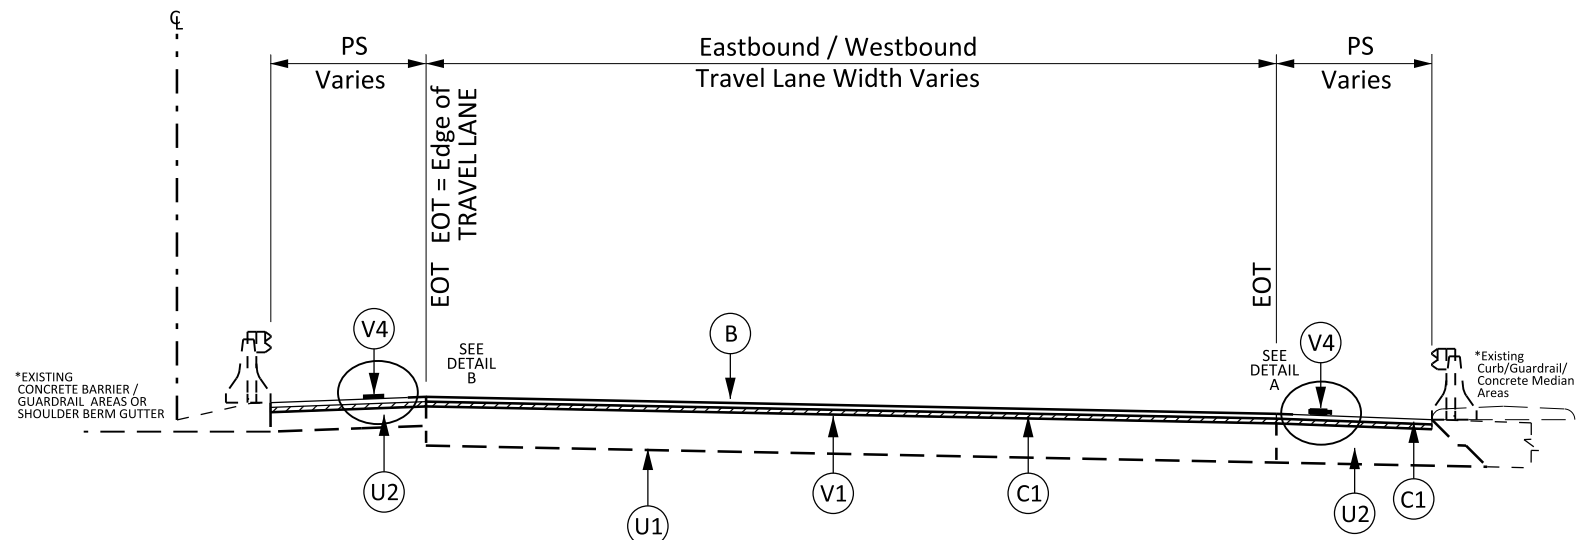 CL
PS
Varies
Eastbound / Westbound
Travel Lane Width Varies
PS
Varies
EOT
EOT = Edge of
TRAVEL LANE
EOT
V4
SEE
DETAIL
B
B
SEE
DETAIL
A
V4
*EXISTING
CONCRETE BARRIER /
GUARDRAIL AREAS OR
SHOULDER BERM GUTTER
*Existing
Curb/Guardrail/
Concrete Median
Areas
U2
U1
V1
C1
U2
C1